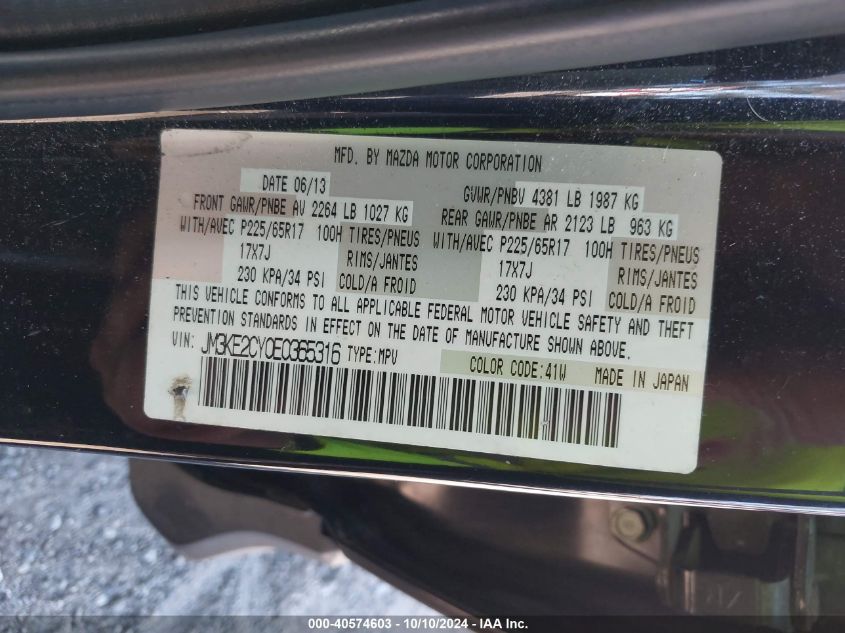 MFD. BY MAZDA MOTOR CORPORATION
DATE 06/13 GVWR/PNBV 4381 LB 1987 KG
FRONT GAWR/PNBE AV 2264 LB 1027 KG REAR GAWR/PNBE AR 2123 LB 963 KG
WITH/AVEC P225/65R17 100H TIRES/PNEUS WITH/AVEC P225/65R17 100H TIRES/PNEUS
17X7J RIMS/JANTES 17X7J RIMS/JANTES
230 KPA/34 PSI COLD/A FROID 230 KPA/34 PSI COLD/A FROID
THIS VEHICLE CONFORMS TO ALL APPLICABLE FEDERAL MOTOR VEHICLE SAFETY AND THEFT
PREVENTION STANDARDS IN EFFECT ON THE DATE OF MANUFACTURE SHOWN ABOVE.
VIN: JM3KE2CY0E0365316 TYPE:MPV
COLOR CODE:41W MADE IN JAPAN
000-40574603 - 10/10/2024 - IAA Inc.